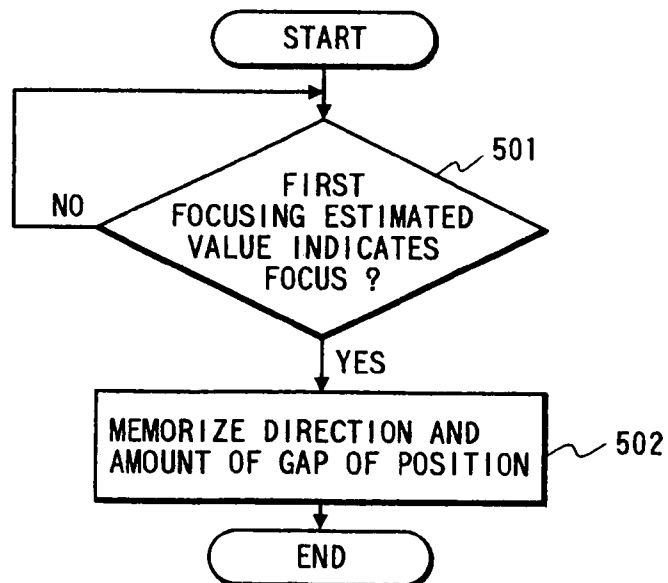 START
501
FIRST
FOCUSING ESTIMATED
VALUE INDICATES
FOCUS ?
NO
YES
MEMORIZE DIRECTION AND
AMOUNT OF GAP OF POSITION
502
END